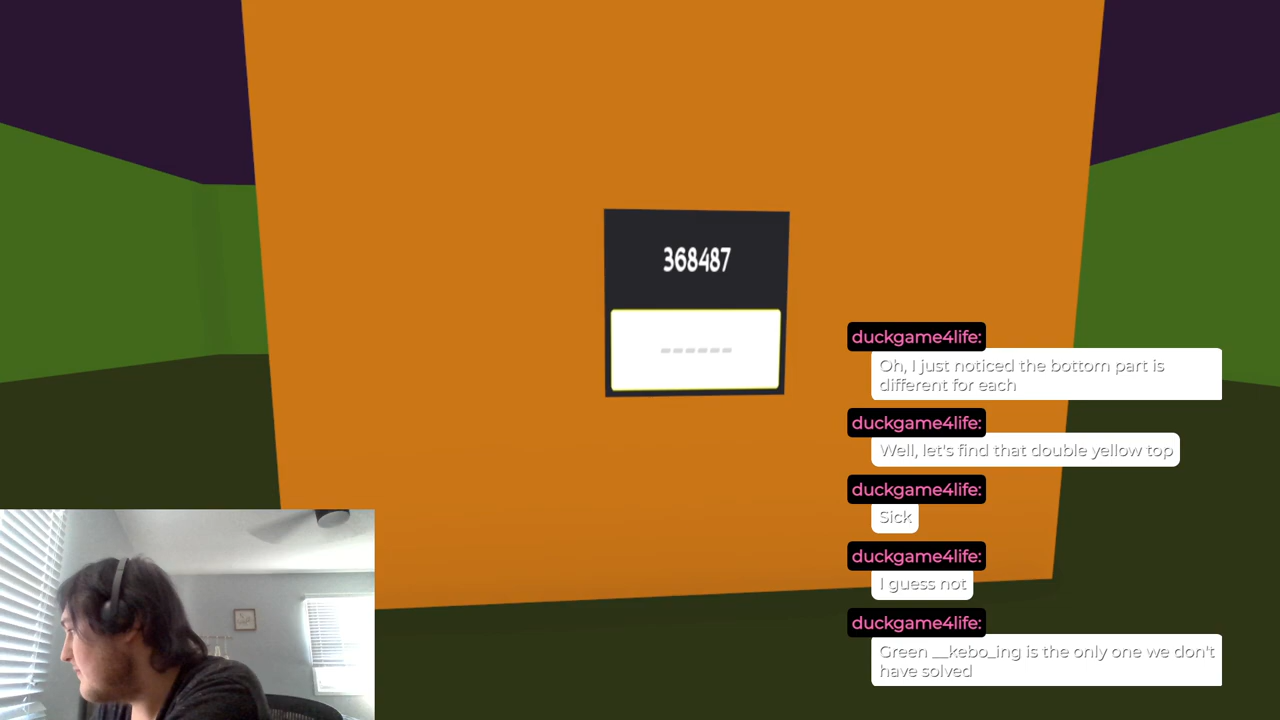 368487
______
duckgame4life:
Oh, I just noticed the bottom part is
different for each
duckgame4life:
Well, let's find that double yellow top
duckgame4life:
Sick
duckgame4life:
I guess not
duckgame4life:
Green __kebo_ing is the only one we don't
have solved